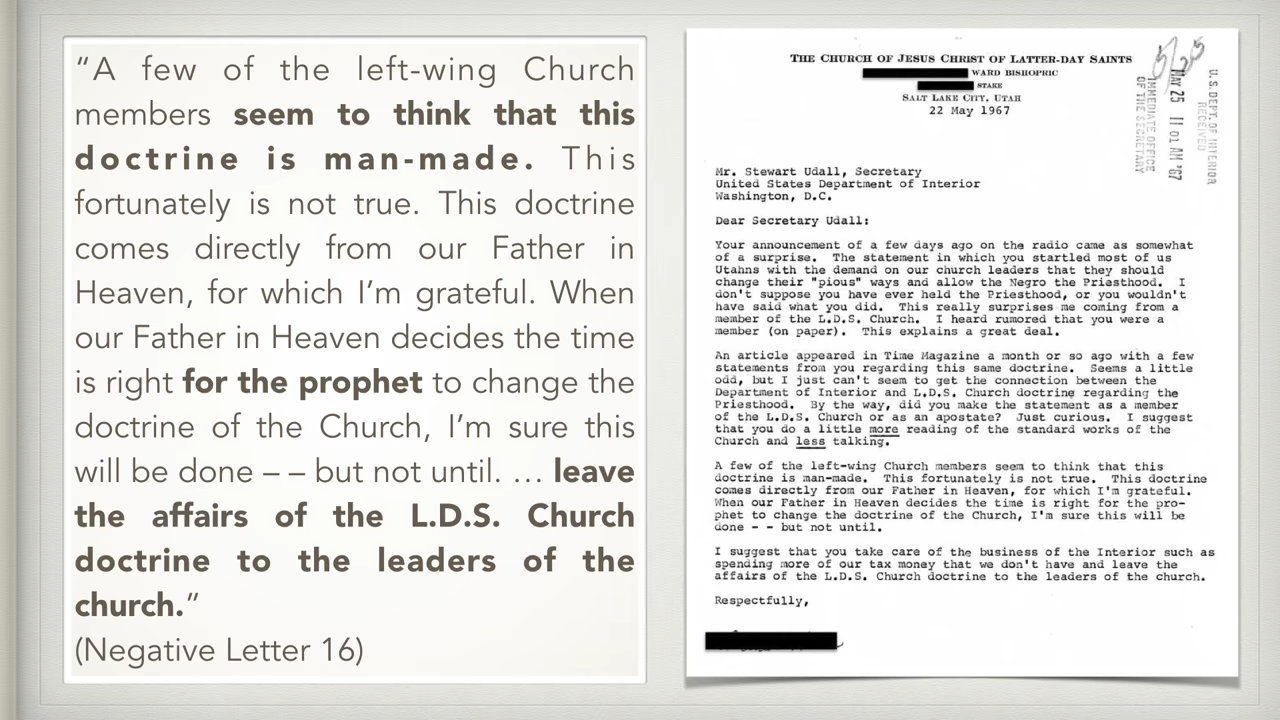 “A few of the left-wing Church
members seem to think that this
doctrine is man-made. This
fortunately is not true. This doctrine
comes directly from our Father in
Heaven, for which I’m grateful. When
our Father in Heaven decides the time
is right for the prophet to change the
doctrine of the Church, I’m sure this
will be done – – but not until. … leave
the affairs of the L.D.S. Church
doctrine to the leaders of the
church.”
(Negative Letter 16)
THE CHURCH OF JESUS CHRIST OF LATTER-DAY SAINTS
WARD BISHOPRIC
STAKE
SALT LAKE CITY, UTAH
22 May 1967
5/25
IMMEDIATE OFFICE
OF THE SECRETARY
MAY 25 11 01 AM '67
U.S. DEPT. OF INTERIOR
RECEIVED
Mr. Stewart Udall, Secretary
United States Department of Interior
Washington, D.C.
Dear Secretary Udall:
Your announcement of a few days ago on the radio came as somewhat
of a surprise. The statement in which you startled most of us
Utahns with the demand on our church leaders that they should
change their "pious" ways and allow the Negro the Priasthood. I
don't suppose you have ever held the Priesthood, or you wouldn't
have said what you did. This really surprises me coming from a
member of the L.D.S. Church. I heard rumored that you were a
member (on paper). This explains a great deal.
An article appeared in Time Magazine a month or so ago with a few
statements from you regarding this same doctrine. Seems a little
odd, but I just can't seem to get the connection between the
Department of Interior and L.D.S. Church doctrine regarding the
Priesthood. By the way, did you make the statement as a member
of the L.D.S. Church or as an apostate? Just curious. I suggest
that you do a little more reading of the standard works of the
Church and less talking.
A few of the left-wing Church members seem to think that this
doctrine is man-made. This fortunately is not true. This doctrine
comes directly from our Father in Heaven, for which I'm grateful.
When our Father in Heaven decides the time is right for the pro-
phet to change the doctrine of the Church, I'm sure this will be
done - - but not until.
I suggest that you take care of the business of the Interior such as
spending more of our tax money that we don't have and leave the
affairs of the L.D.S. Church doctrine to the leaders of the church.
Respectfully,